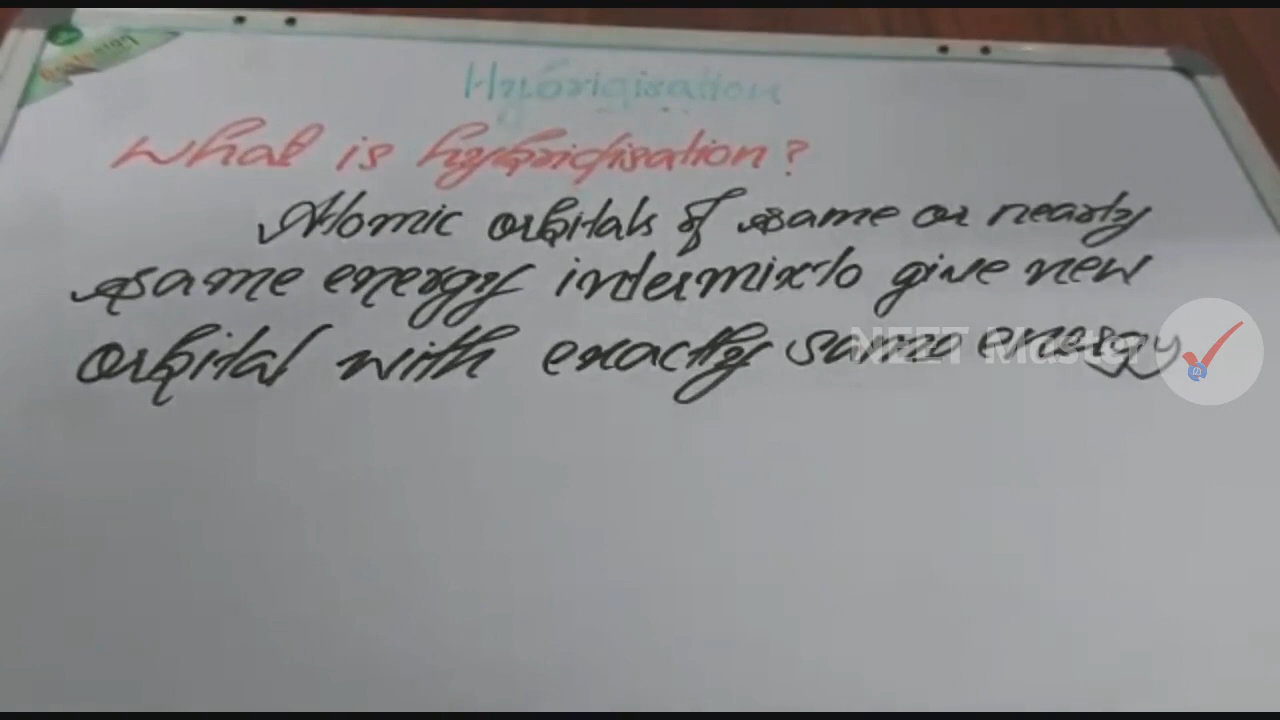 Hybridisation
What is hybridisation?
Atomic orbitals of same or nearly
same energy intermix to give new
orbital with exactly same energy
NEET Mastery